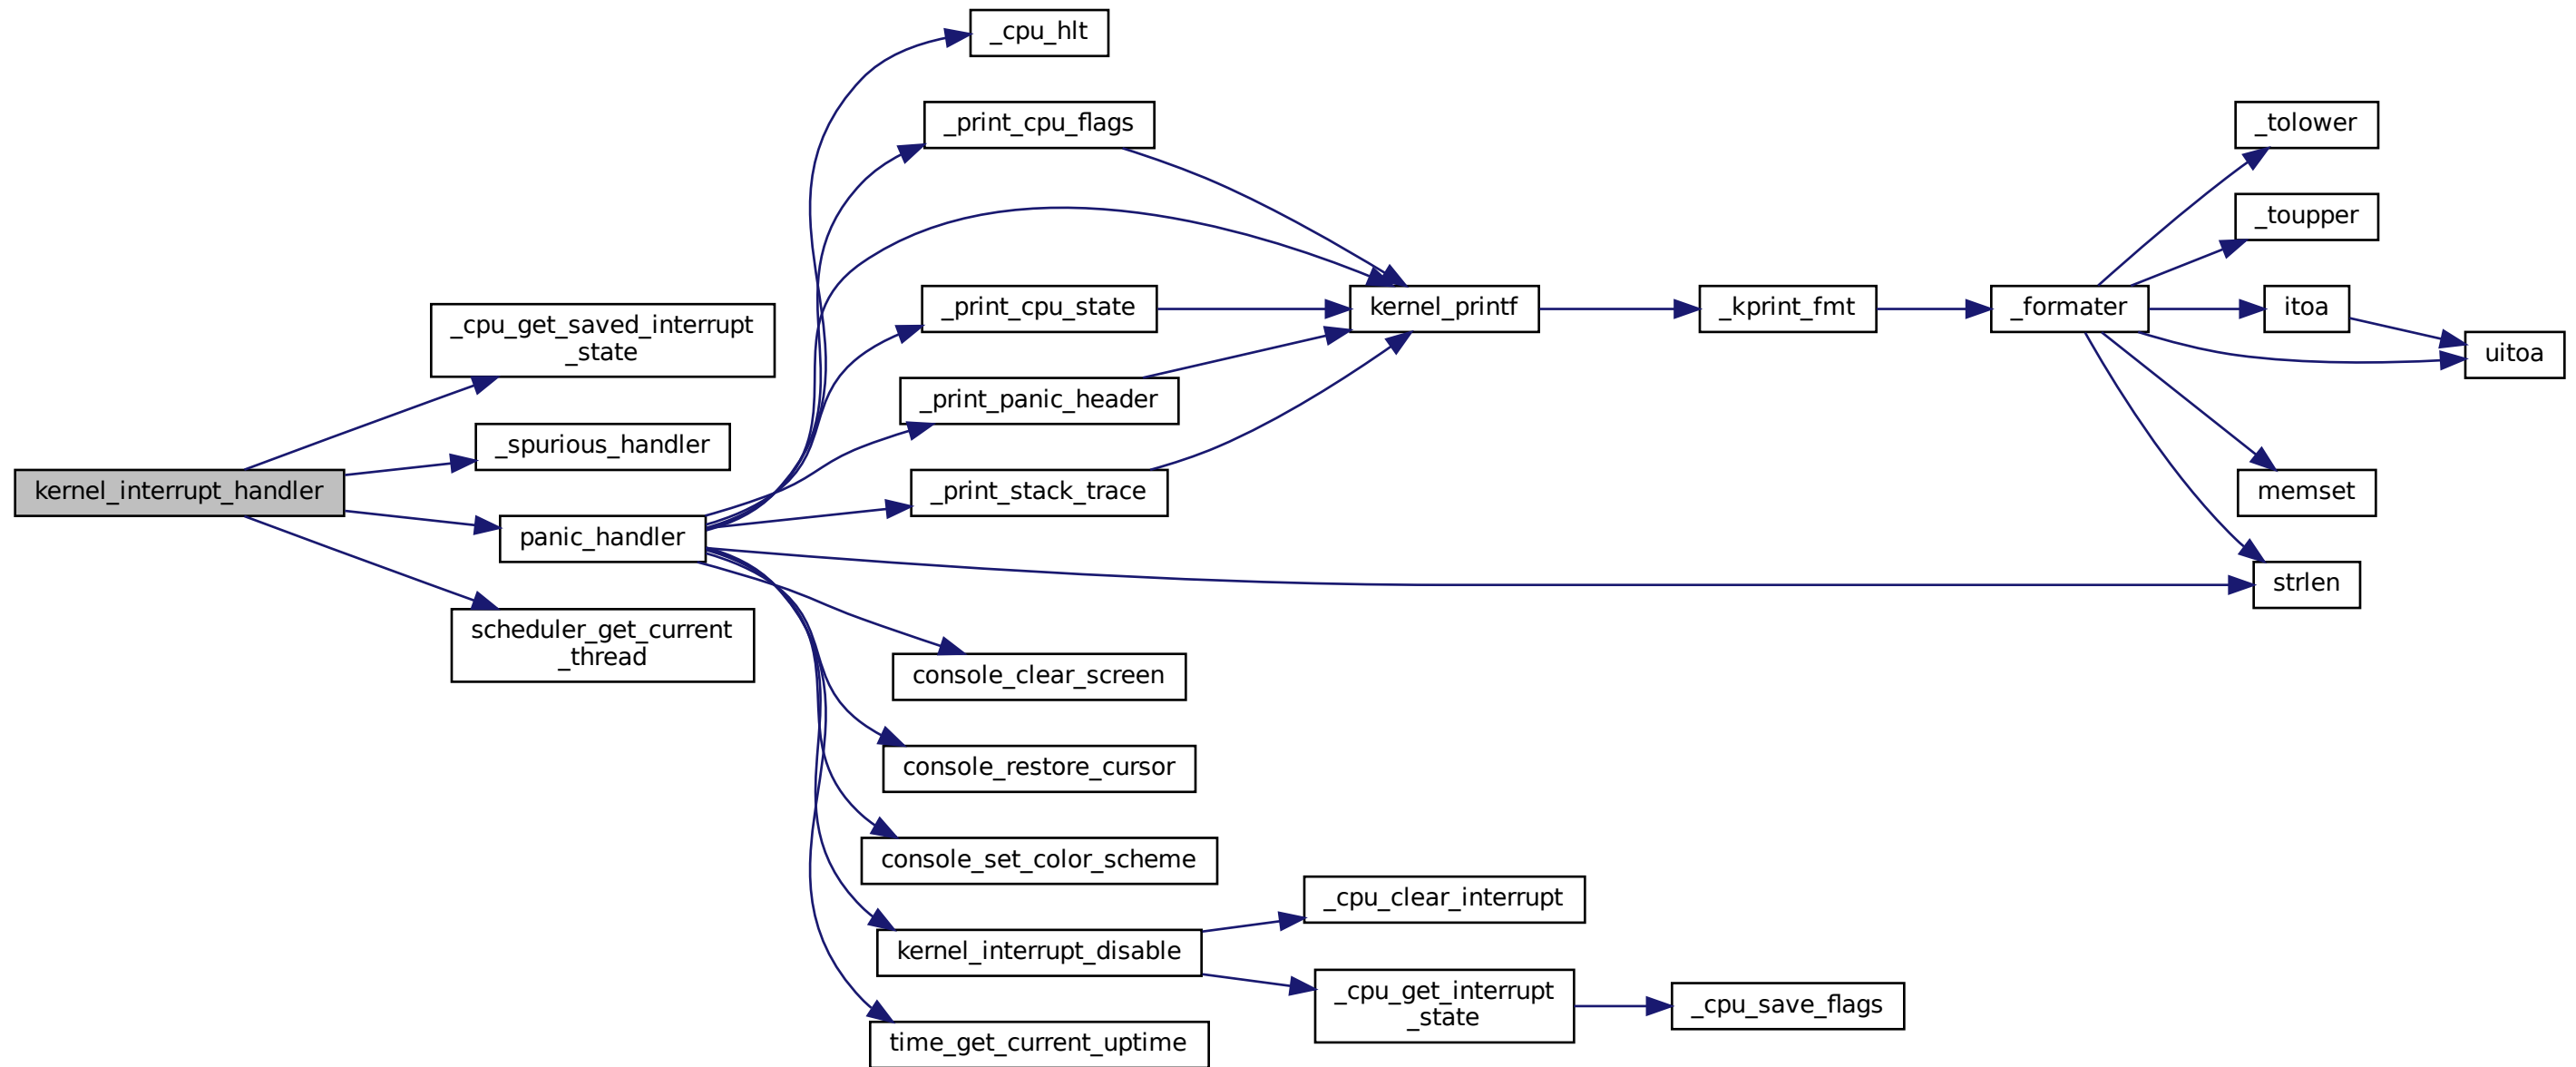 kernel_interrupt_handler
_cpu_get_saved_interrupt
_state
_spurious_handler
panic_handler
scheduler_get_current
_thread
_cpu_hlt
_print_cpu_flags
_print_cpu_state
_print_panic_header
_print_stack_trace
console_clear_screen
console_restore_cursor
console_set_color_scheme
kernel_interrupt_disable
time_get_current_uptime
kernel_printf
_cpu_clear_interrupt
_cpu_get_interrupt
_state
_kprint_fmt
_cpu_save_flags
_formater
_tolower
_toupper
itoa
memset
strlen
uitoa